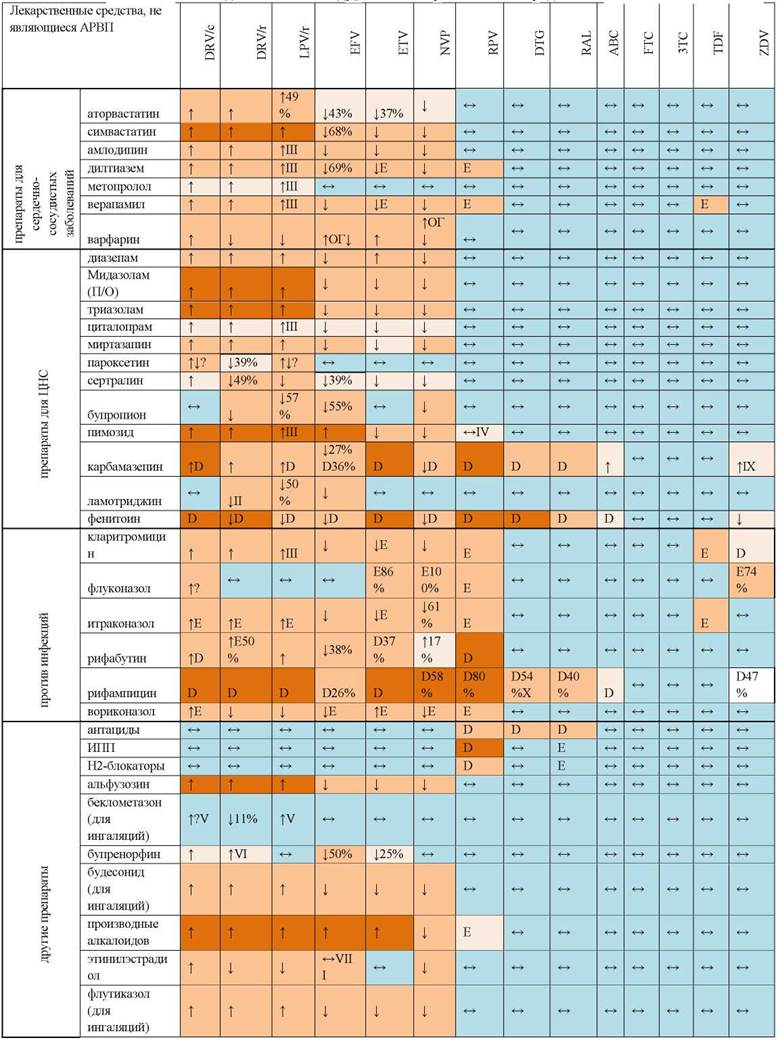 Лекарственные средства, не
являющиеся АРВП
DRV/c DRV/r LPV/r EFV ETV NVP RPV DTG RAL ABC FTC 3TC TDF ZDV
препараты для
сердечно-
сосудистых
заболеваний
аторвастатин ↑ ↑ ↑49 % ↓43% ↓37% ↓ ↔ ↔ ↔ ↔ ↔ ↔ ↔ ↔
симвастатин ↑ ↑ ↑ ↓68% ↓ ↓ ↔ ↔ ↔ ↔ ↔ ↔ ↔ ↔
амлодипин ↑ ↑ ↑III ↓ ↓ ↓ ↔ ↔ ↔ ↔ ↔ ↔ ↔ ↔
дилтиазем ↑ ↑ ↑III ↓69% ↓E ↓ E ↔ ↔ ↔ ↔ ↔ ↔ ↔
метопролол ↑ ↑ ↑III ↔ ↔ ↔ ↔ ↔ ↔ ↔ ↔ ↔ ↔ ↔
верапамил ↑ ↑ ↑III ↓ ↓E ↓ E ↔ ↔ ↔ ↔ ↔ E ↔
варфарин ↑ ↓ ↓ ↑ОГ↓ ↑ ↑ОГ ↓ ↔ ↔ ↔ ↔ ↔ ↔ ↔ ↔
препараты для ЦНС
диазепам ↑ ↑ ↑ ↓ ↑ ↓ ↔ ↔ ↔ ↔ ↔ ↔ ↔ ↔
Мидазолам
(П/О) ↑ ↑ ↑ ↓ ↓ ↓ ↔ ↔ ↔ ↔ ↔ ↔ ↔ ↔
триазолам ↑ ↑ ↑ ↓ ↓ ↓ ↔ ↔ ↔ ↔ ↔ ↔ ↔ ↔
циталопрам ↑ ↑ ↑III ↓ ↓ ↓ ↔ ↔ ↔ ↔ ↔ ↔ ↔ ↔
миртазапин ↑ ↑ ↑ ↓ ↓ ↓ ↔ ↔ ↔ ↔ ↔ ↔ ↔ ↔
пароксетин ↑↓? ↓39% ↑↓? ↔ ↔ ↔ ↔ ↔ ↔ ↔ ↔ ↔ ↔ ↔
сертралин ↑ ↓49% ↓ ↓39% ↓ ↓ ↔ ↔ ↔ ↔ ↔ ↔ ↔ ↔
бупропион ↔ ↓ ↓57 % ↓55% ↔ ↓ ↔ ↔ ↔ ↔ ↔ ↔ ↔ ↔
пимозид ↑ ↑ ↑III ↑ ↓ ↓ ↔IV ↔ ↔ ↔ ↔ ↔ ↔ ↔
карбамазепин ↑D ↑ ↑D ↓27% D36% D ↓D D D D ↑ ↔ ↔ ↔ ↑IX
ламотриджин ↔ ↓II ↓50 % ↓ ↔ ↔ ↔ ↔ ↔ ↔ ↔ ↔ ↔ ↔
фенитоин D ↓D ↓D ↓D D ↓D D D D D ↔ ↔ ↔ ↓
против инфекций
кларитромици
н ↑ ↑ ↑III ↓ ↓E ↓ E ↔ ↔ ↔ ↔ ↔ E D
флуконазол ↑? ↔ ↔ ↔ E86 % E10 0% E ↔ ↔ ↔ ↔ ↔ ↔ E74 %
итраконазол ↑E ↑E ↑E ↓ ↓E ↓61 % E ↔ ↔ ↔ ↔ ↔ E ↔
рифабутин ↑D ↑E50 % ↑ ↓38% D37 % ↑17 % D ↔ ↔ ↔ ↔ ↔ ↔ ↔
рифампицин D D D D26% D D58 % D80 % D54 %X D40 % D ↔ ↔ ↔ D47 %
вориконазол ↑E ↓ ↓ ↓E ↑E ↓E E ↔ ↔ ↔ ↔ ↔ ↔ ↔
другие препараты
антациды ↔ ↔ ↔ ↔ ↔ ↔ D D D ↔ ↔ ↔ ↔ ↔
ИПП ↔ ↔ ↔ ↔ ↔ ↔ D ↔ E ↔ ↔ ↔ ↔ ↔
Н2-блокаторы ↔ ↔ ↔ ↔ ↔ ↔ D ↔ E ↔ ↔ ↔ ↔ ↔
альфузозин ↑ ↑ ↑ ↓ ↓ ↓ ↔ ↔ ↔ ↔ ↔ ↔ ↔ ↔
беклометазон
(для
ингаляций) ↑?V ↓11% ↑V ↔ ↔ ↔ ↔ ↔ ↔ ↔ ↔ ↔ ↔ ↔
бупренорфин ↑ ↑VI ↔ ↓50% ↓25% ↔ ↔ ↔ ↔ ↔ ↔ ↔ ↔ ↔
будесонид
(для
ингаляций) ↑ ↑ ↑ ↓ ↓ ↓ ↔ ↔ ↔ ↔ ↔ ↔ ↔ ↔
производные
алкалоидов ↑ ↑ ↑ ↑ ↑ ↓ E ↔ ↔ ↔ ↔ ↔ ↔ ↔
этинилэстради
ол ↑ ↓ ↓ ↔VII I ↔ ↓ ↔ ↔ ↔ ↔ ↔ ↔ ↔ ↔
флутиказол
(для
ингаляций) ↑ ↑ ↑ ↓ ↓ ↓ ↔ ↔ ↔ ↔ ↔ ↔ ↔ ↔